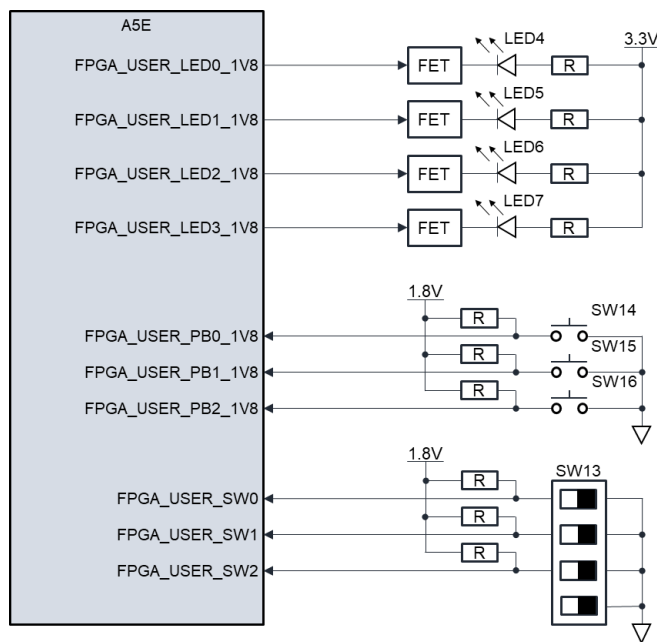 A5E
FPGA_USER_LED0_1V8
FET
LED4
R
3.3V
FPGA_USER_LED1_1V8
FET
LED5
R
FPGA_USER_LED2_1V8
FET
LED6
R
FPGA_USER_LED3_1V8
FET
LED7
R
1.8V
FPGA_USER_PB0_1V8
R
SW14
FPGA_USER_PB1_1V8
R
SW15
FPGA_USER_PB2_1V8
R
SW16
1.8V
SW13
FPGA_USER_SW0
R
FPGA_USER_SW1
R
FPGA_USER_SW2
R